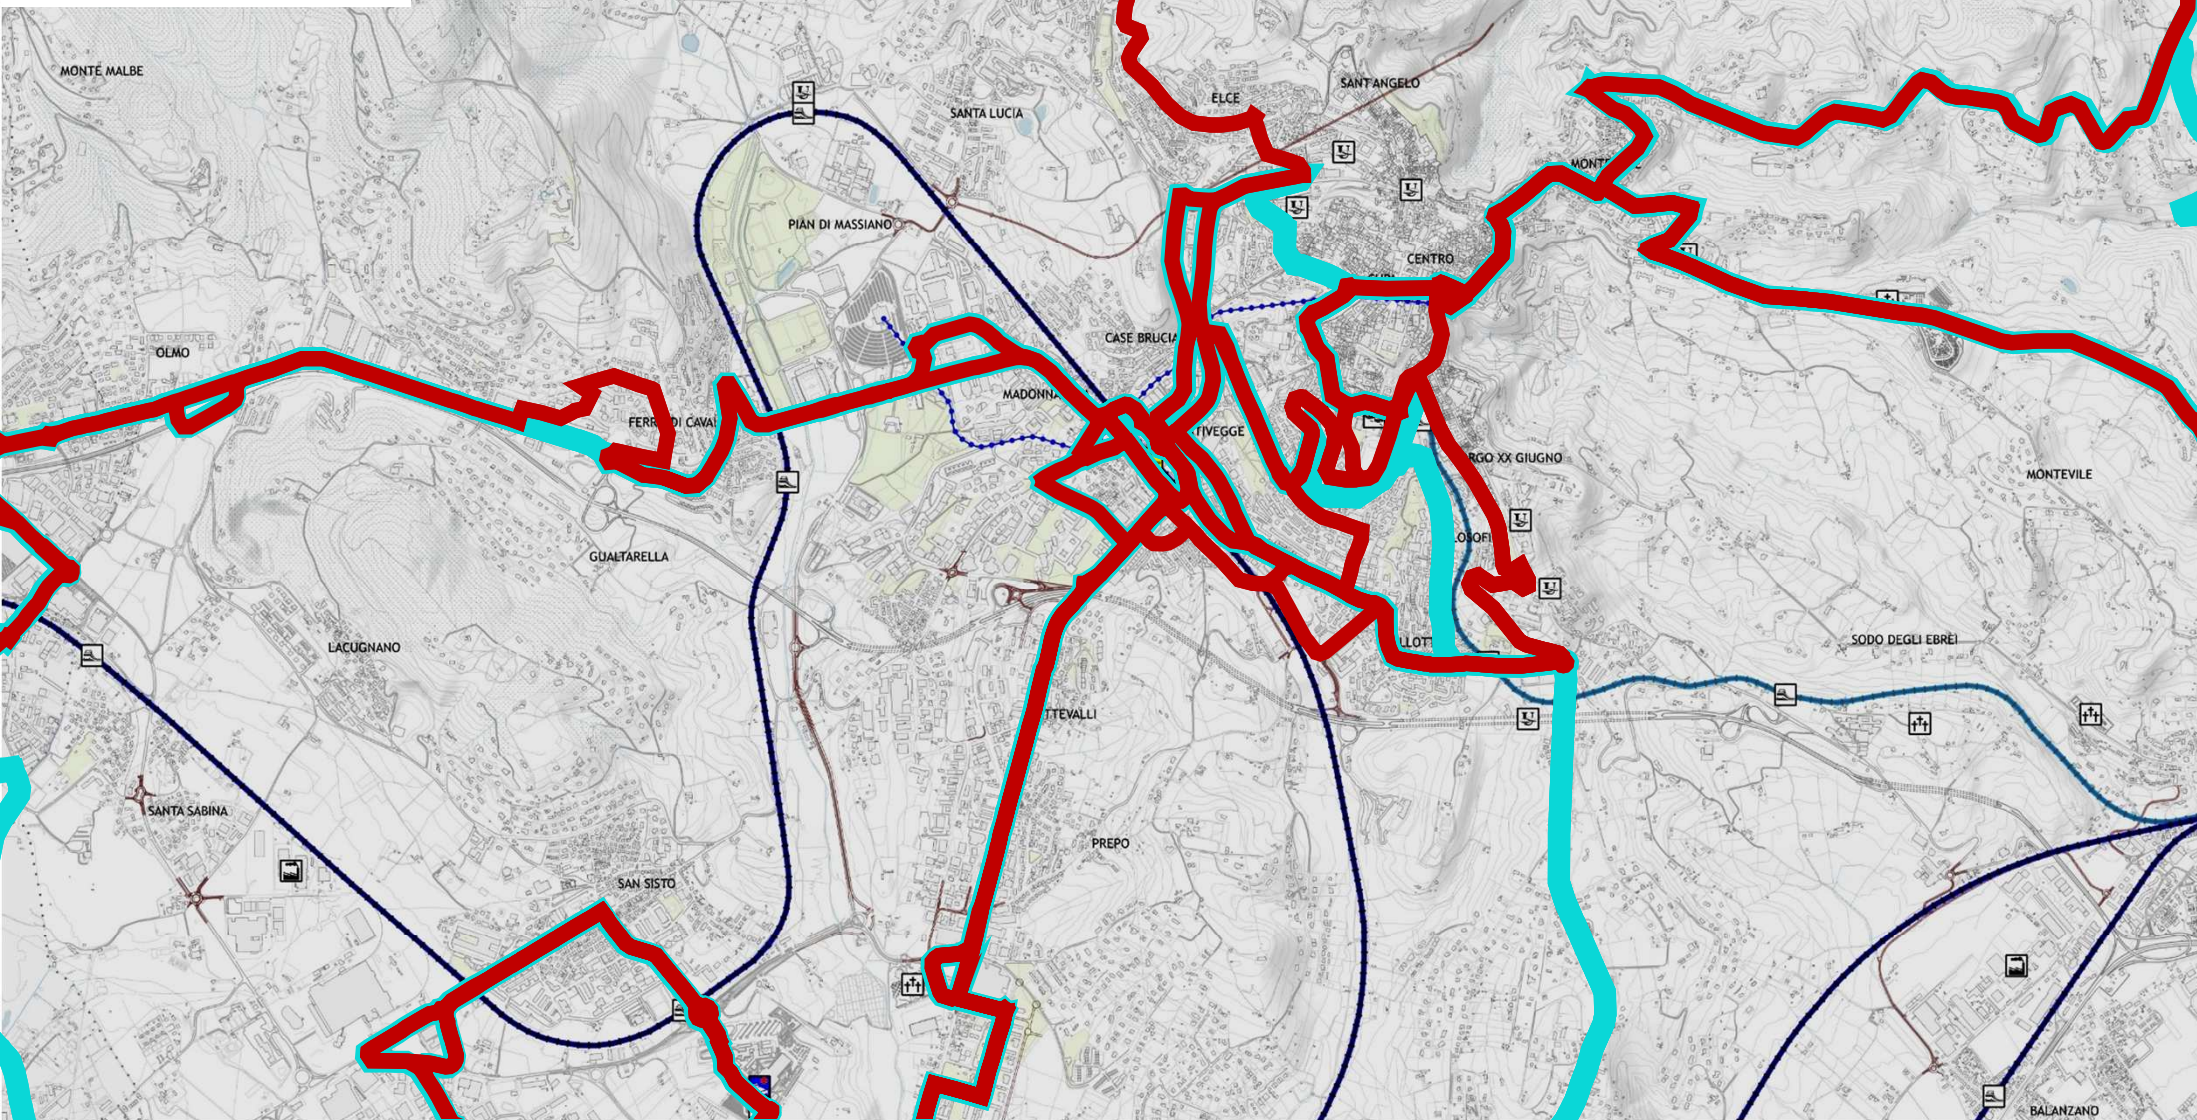 MONTE MALBE
ELCE
SANT'ANGELO
SANTA LUCIA
PIAN DI MASSIANO
CENTRO
CASE BRUCIA
OLMO
MADONNA
GUALTARELLA
MONTEVILE
LACUGNANO
SODO DEGLI EBREI
SANTA SABINA
PREPO
SAN SISTO
BALANZANO